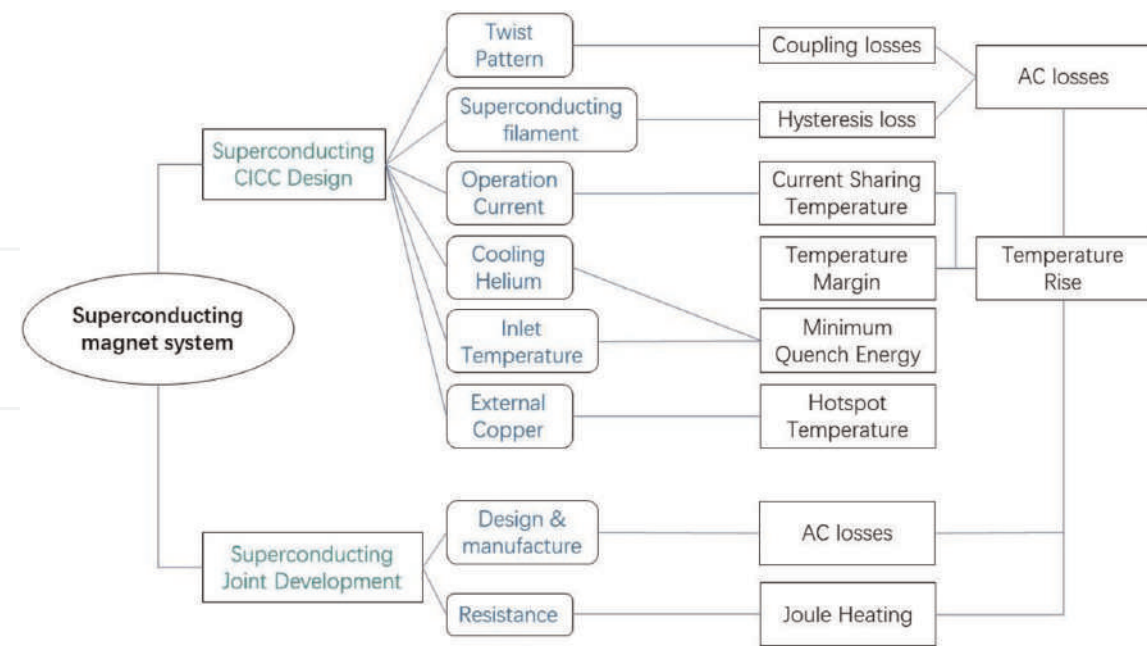 Twist
Pattern
Coupling losses
AC losses
Superconducting
filament
Hysteresis loss
Superconducting
CICC Design
Operation
Current
Current Sharing
Temperature
Cooling
Helium
Temperature
Margin
Temperature
Rise
Superconducting
magnet system
Inlet
Temperature
Minimum
Quench Energy
External
Copper
Hotspot
Temperature
Design &
manufacture
AC losses
Superconducting
Joint Development
Resistance
Joule Heating